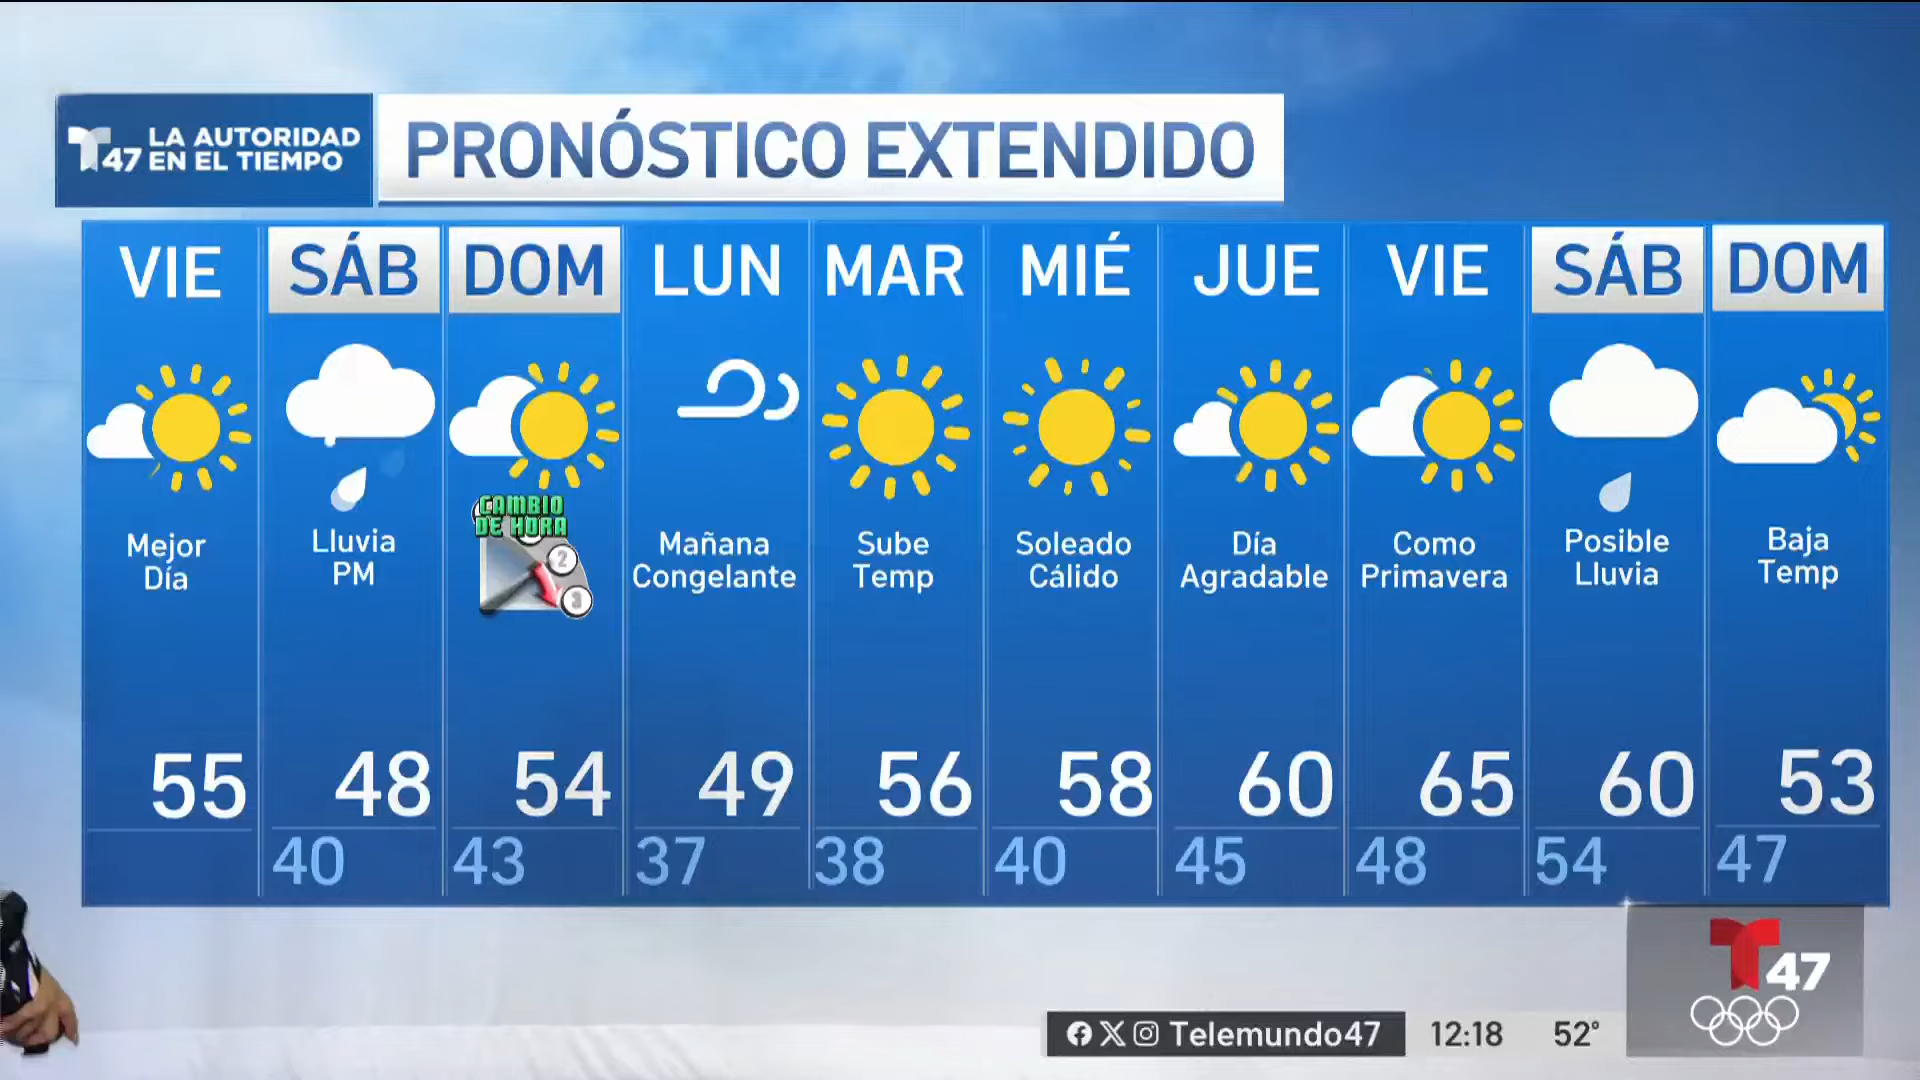 T47 LA AUTORIDAD
EN EL TIEMPO
PRONÓSTICO EXTENDIDO
VIE SÁB DOM LUN MAR MIÉ JUE VIE SÁB DOM
CAMBIO
DE HORA
2
3
Mejor
Día
Lluvia
PM
Mañana
Congelante
Sube
Temp
Soleado
Cálido
Día
Agradable
Como
Primavera
Posible
Lluvia
Baja
Temp
55 48 54 49 56 58 60 65 60 53
40 43 37 38 40 45 48 54 47
T47
Telemundo47 12:18 52°